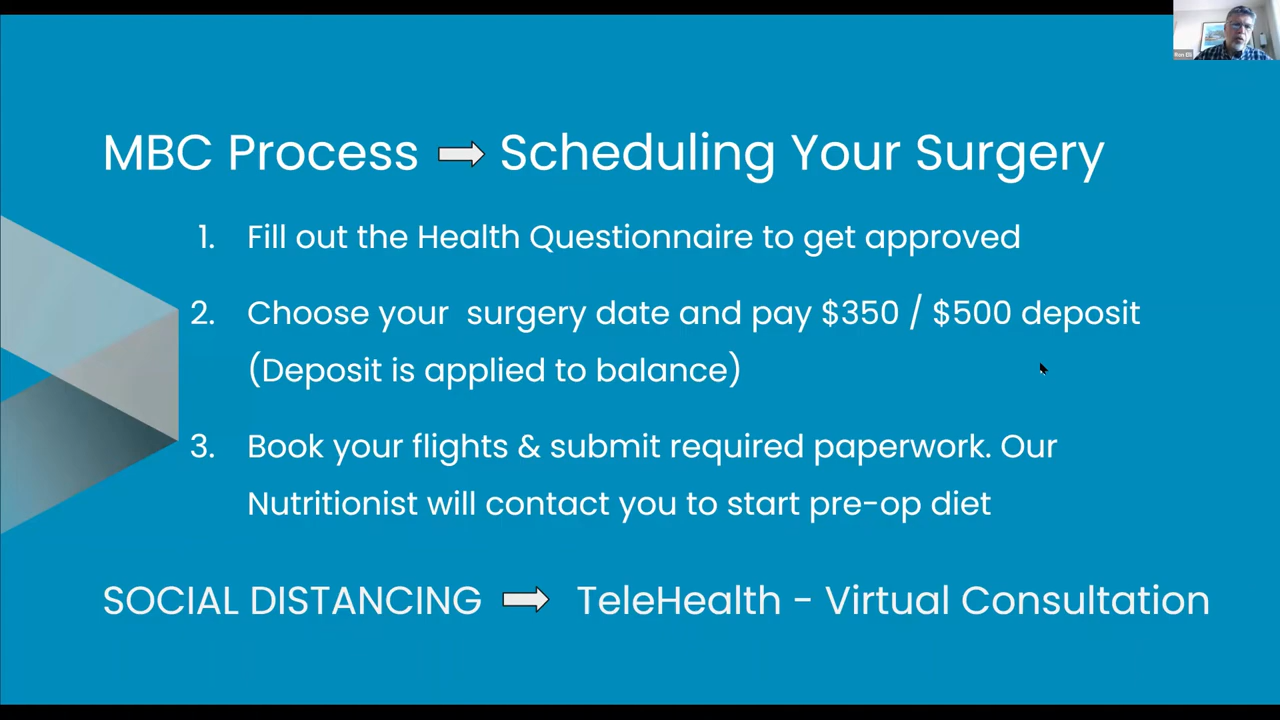 MBC Process Scheduling Your Surgery
1. Fill out the Health Questionnaire to get approved
2. Choose your surgery date and pay $350 / $500 deposit
(Deposit is applied to balance)
3. Book your flights & submit required paperwork. Our
Nutritionist will contact you to start pre-op diet
SOCIAL DISTANCING TeleHealth - Virtual Consultation